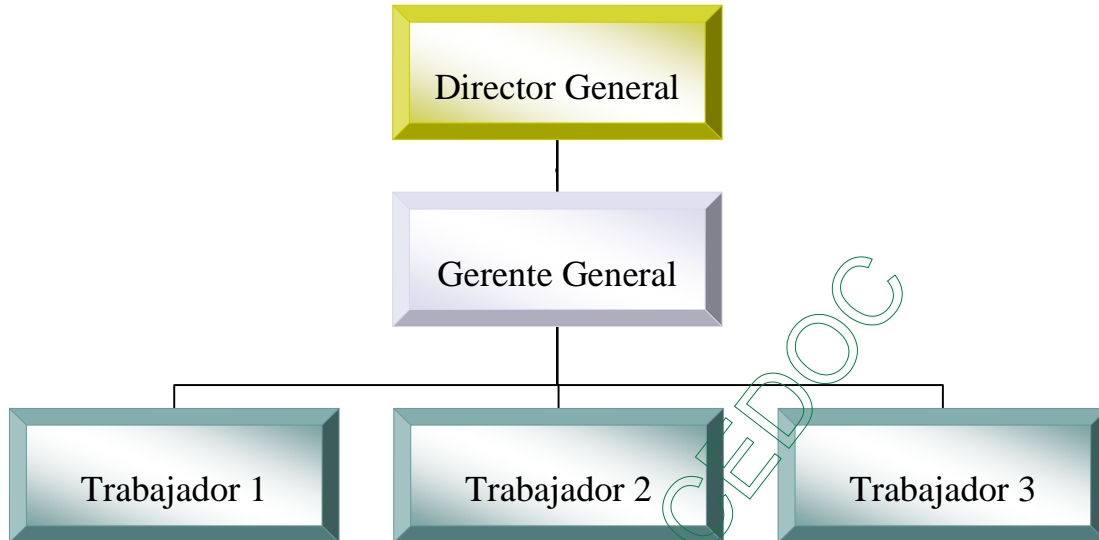 Director General
Gerente General
Trabajador 1
Trabajador 2
Trabajador 3
CEDOC